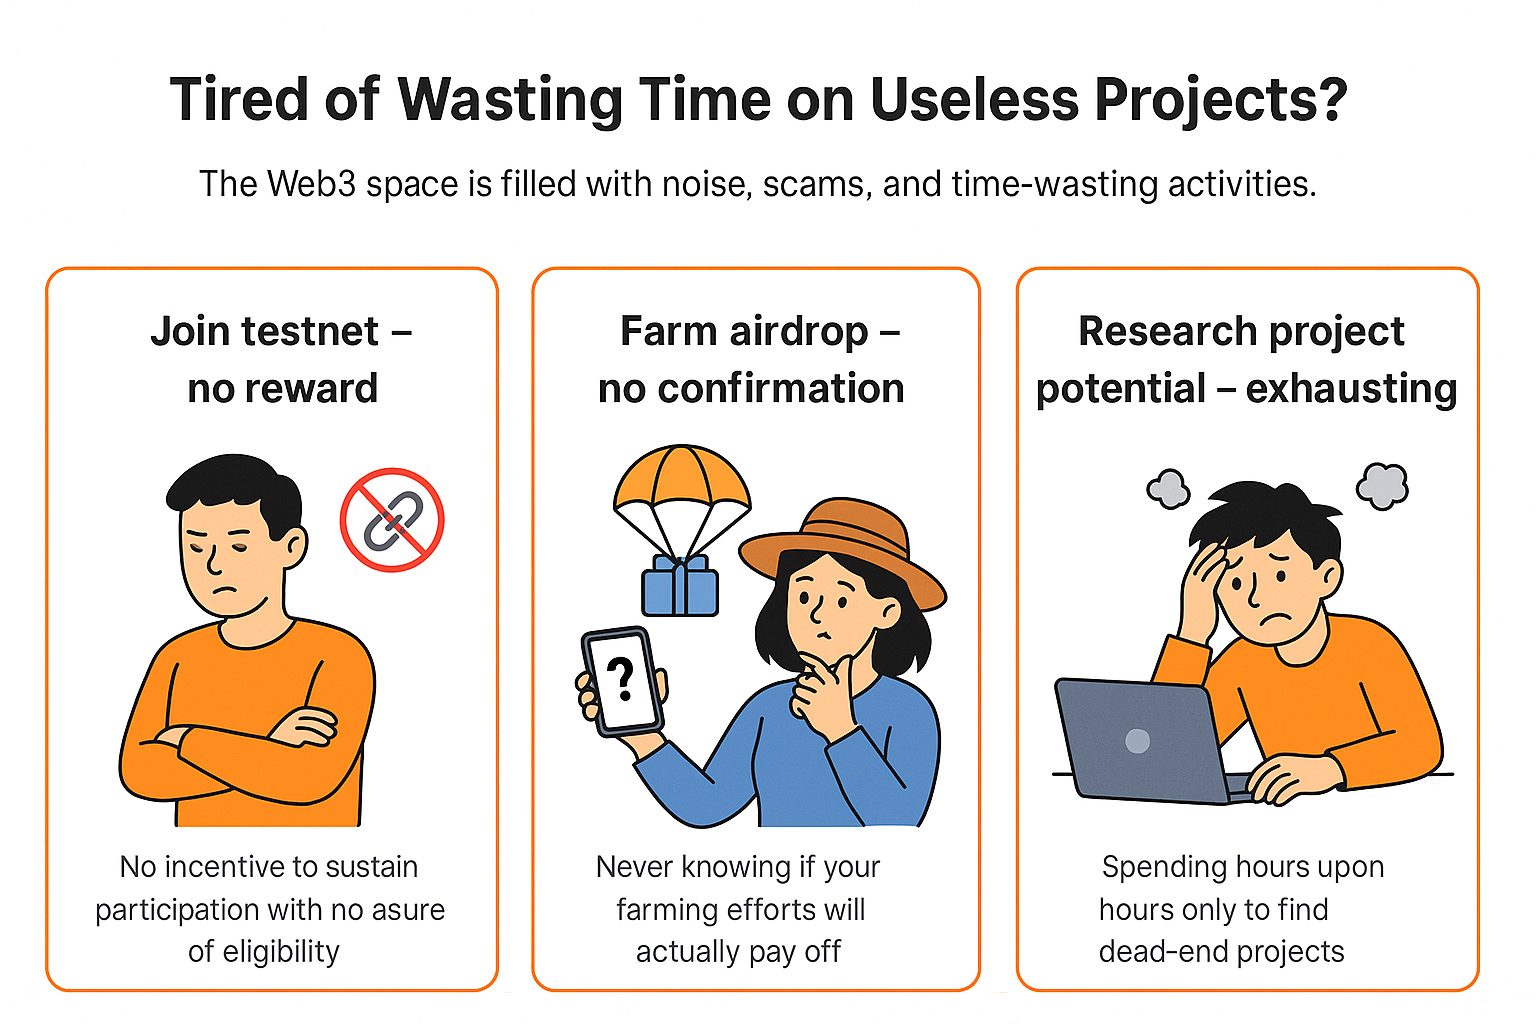 Tired of Wasting Time on Useless Projects?
The Web3 space is filled with noise, scams, and time-wasting activities.
Join testnet –
no reward
No incentive to sustain
participation with no asure
of eligibility
Farm airdrop –
no confirmation
?
Never knowing if your
farming efforts will
actually pay off
Research project
potential – exhausting
Spending hours upon
hours only to find
dead-end projects